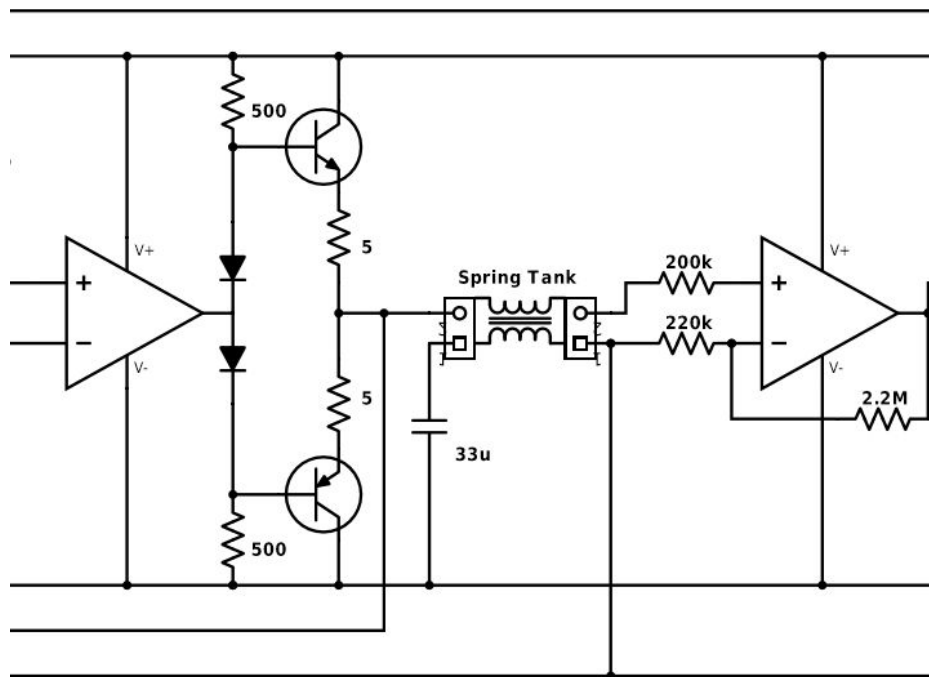 500
V+
+
−
V-
5
5
500
Spring Tank
33u
200k
220k
V+
+
−
V-
2.2M